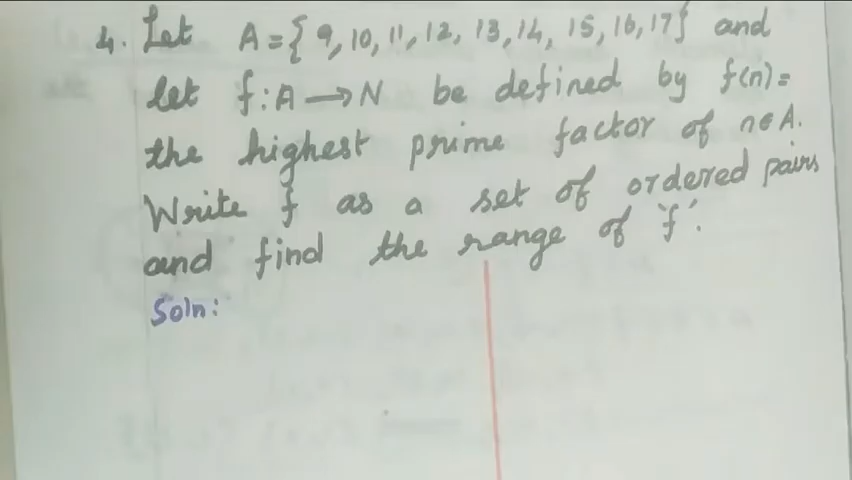 4. Let A={9,10,11,12,13,14,15,16,17} and
let f:A⟶N be defined by f(n)=
the highest prime factor of n∈A.
Write f as a set of ordered pairs
and find the range of 'f'.
Soln: